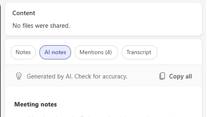 Content
No files were shared.
Notes
AI notes
Mentions (4)
Transcript
Generated by AI. Check for accuracy.
Copy all
Meeting notes